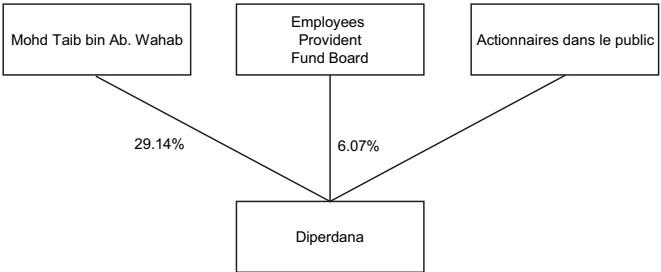 Mohd Taib bin Ab. Wahab
Employees
Provident
Fund Board
Actionnaires dans le public
29.14%
6.07%
Diperdana